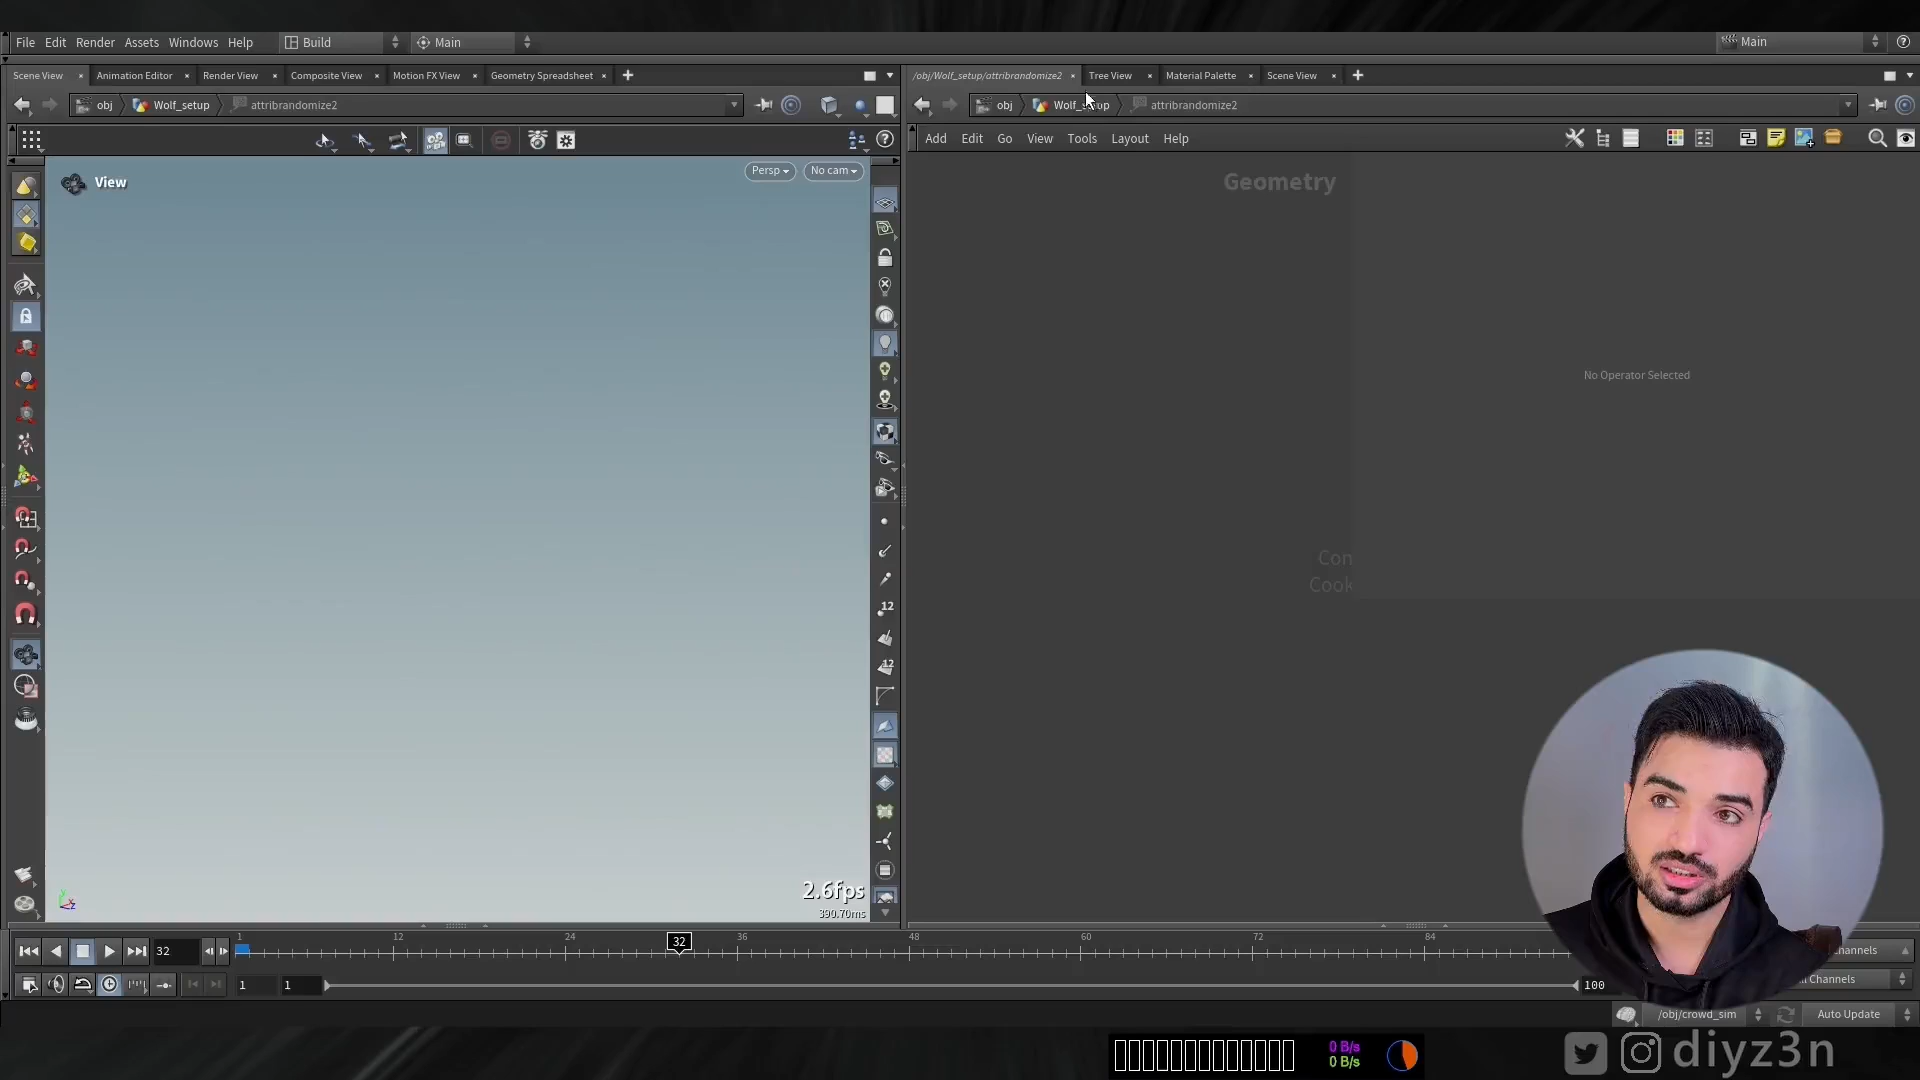 File Edit Render Assets Windows Help Build Main Main
Scene View Animation Editor Render View Composite View Motion FX View Geometry Spreadsheet
/obj/Wolf_setup/attribrandomize2 Tree View Material Palette Scene View
obj Wolf_setup attribrandomize2
obj Wolf_setup attribrandomize2
Add Edit Go View Tools Layout Help
View
Persp
No cam
Geometry
No Operator Selected
Con
Cook
12
12
2.6fps
390.70ms
32
1 12 24 32 36 48 60 72 84
hannels
1 1 100
Channels
/obj/crowd_sim Auto Update
0 B/s
0 B/s
diyz3n